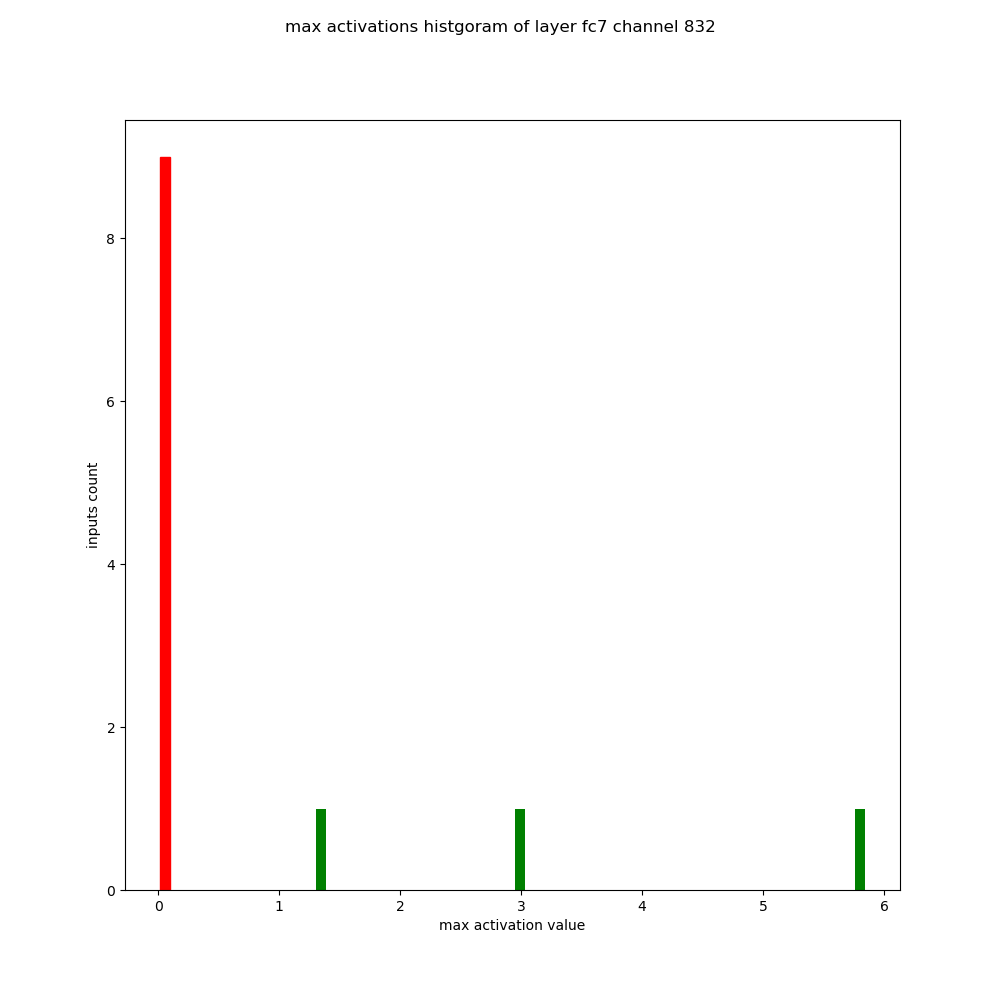 max activations histgoram of layer fc7 channel 832
8
6
4
2
0
inputs count
0 1 2 3 4 5 6
max activation value